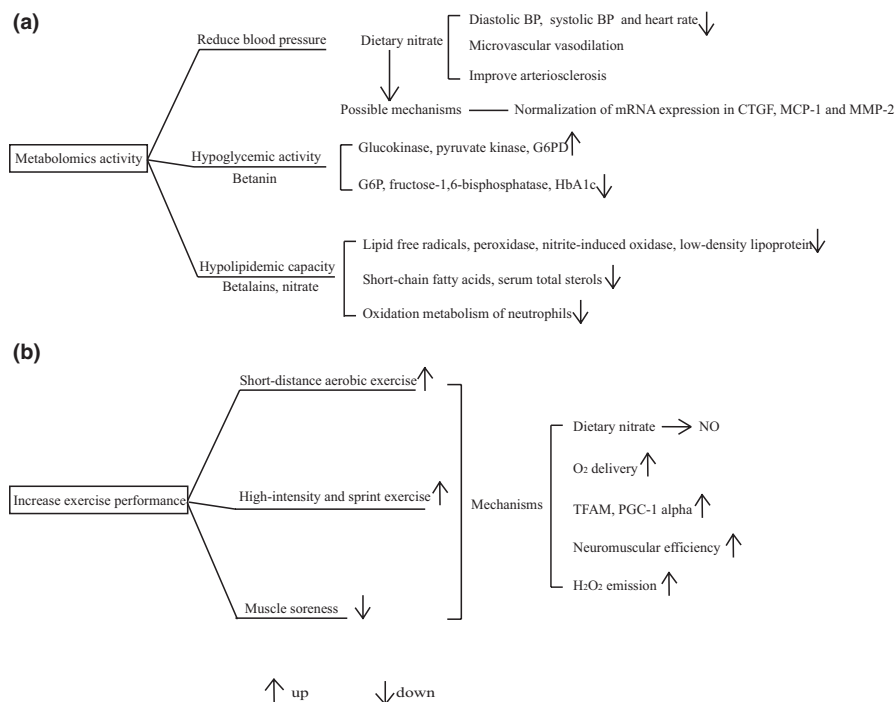 (a)
Diastolic BP, systolic BP and heart rate
Reduce blood pressure
Dietary nitrate
Microvascular vasodilation
Improve arteriosclerosis
Possible mechanisms
Normalization of mRNA expression in CTGF, MCP-1 and MMP-2
Metabolomics activity
Hypoglycemic activity
Betanin
Glucokinase, pyruvate kinase, G6PD
G6P, fructose-1,6-bisphosphatase, HbA1c
Hypolipidemic capacity
Betalains, nitrate
Lipid free radicals, peroxidase, nitrite-induced oxidase, low-density lipoprotein
Short-chain fatty acids, serum total sterols
Oxidation metabolism of neutrophils
(b)
Short-distance aerobic exercise
Increase exercise performance
High-intensity and sprint exercise
Muscle soreness
Mechanisms
Dietary nitrate → NO
O2 delivery
TFAM, PGC-1 alpha
Neuromuscular efficiency
H2O2 emission
↑ up ↓ down